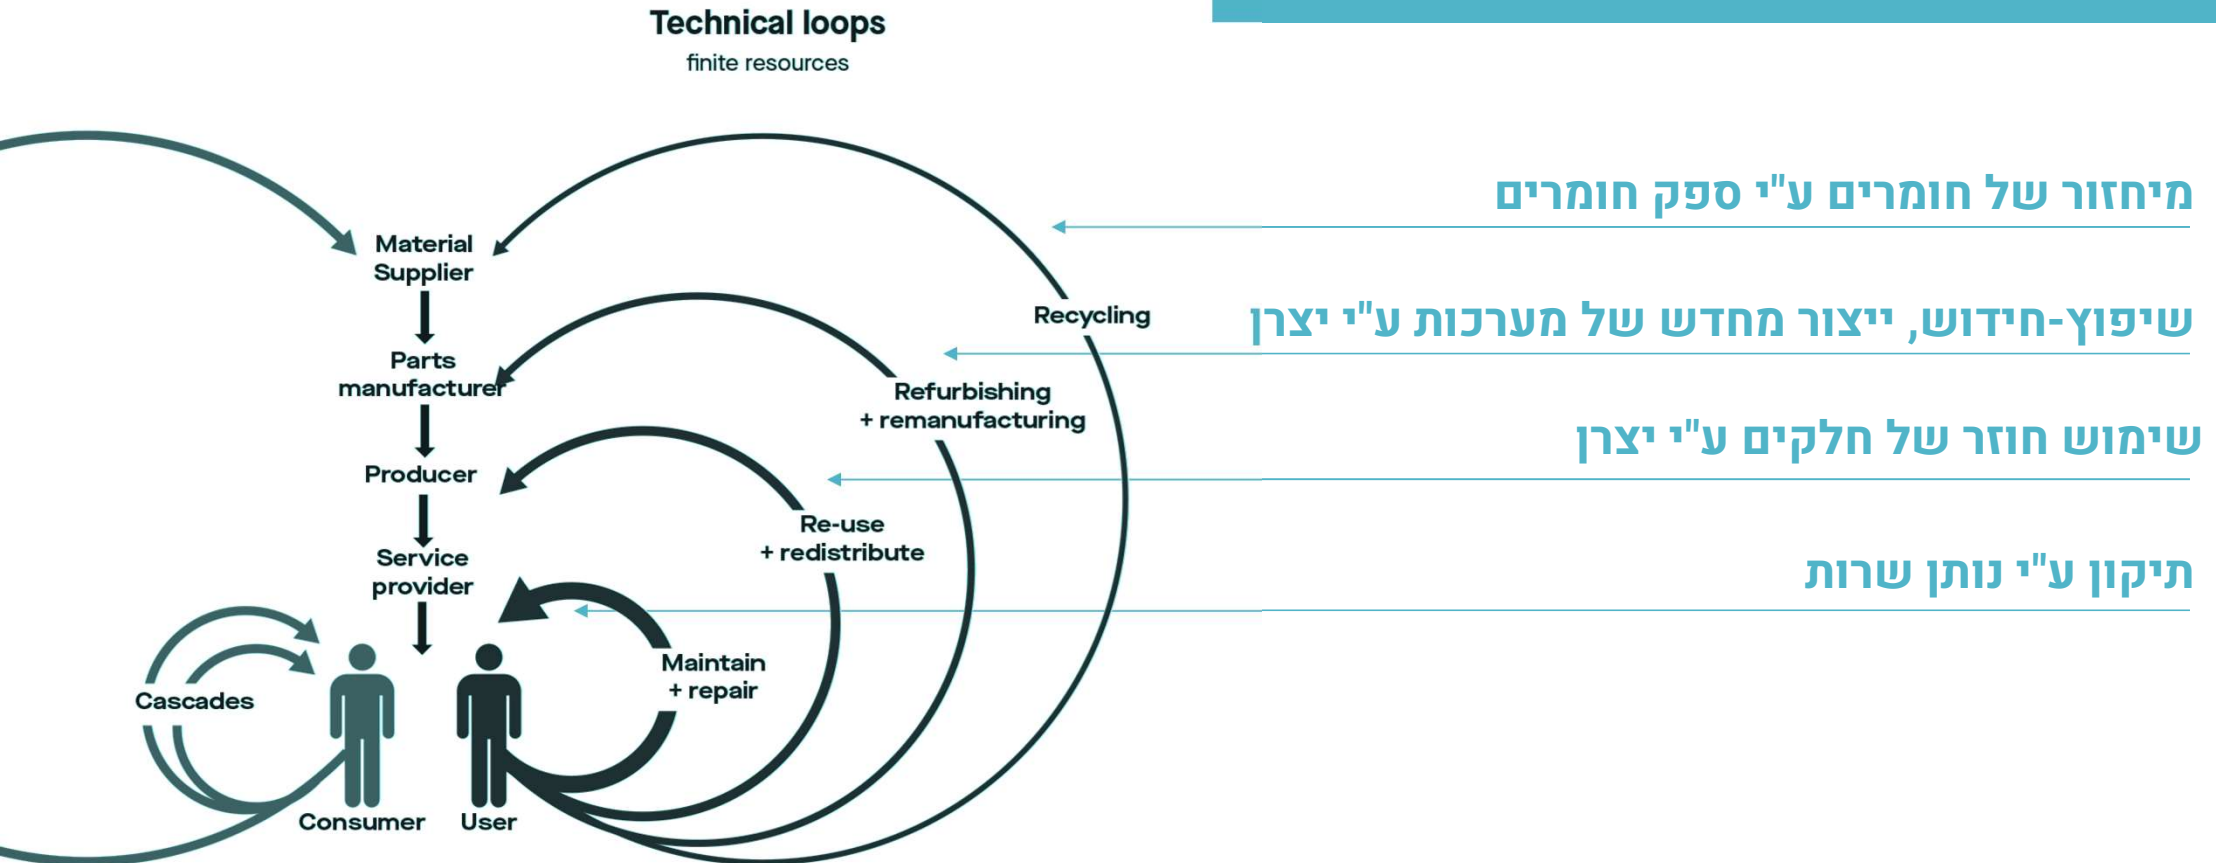 Technical loops
finite resources
מיחזור של חומרים ע"י ספק חומרים
Material
Supplier
Recycling
שיפוץ-חידוש, ייצור מחדש של מערכות ע"י יצרן
Parts
manufacturer
Refurbishing
+ remanufacturing
שימוש חוזר של חלקים ע"י יצרן
Producer
Re-use
+ redistribute
Service
provider
תיקון ע"י נותן שרות
Maintain
+ repair
Cascades
Consumer
User